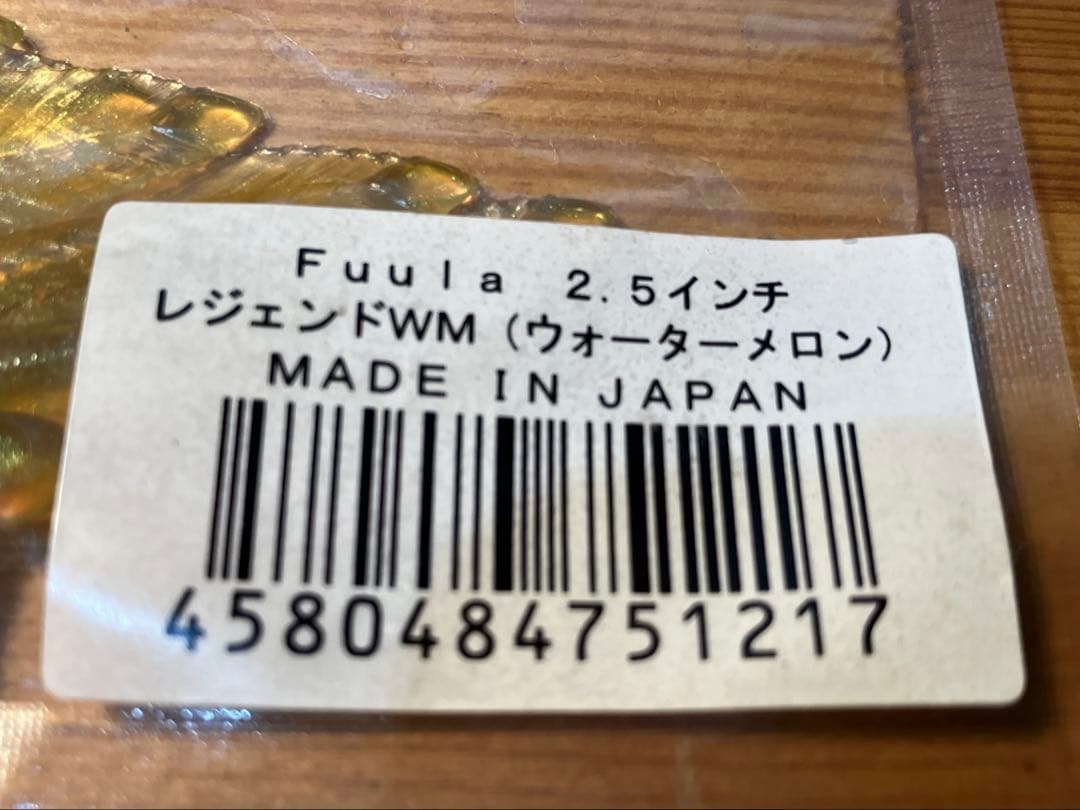 Ｆｕｕｌａ　２．５インチ
レジェンドWM（ウォーターメロン）
ＭＡＤＥ　ＩＮ　ＪＡＰＡＮ
4580484751217